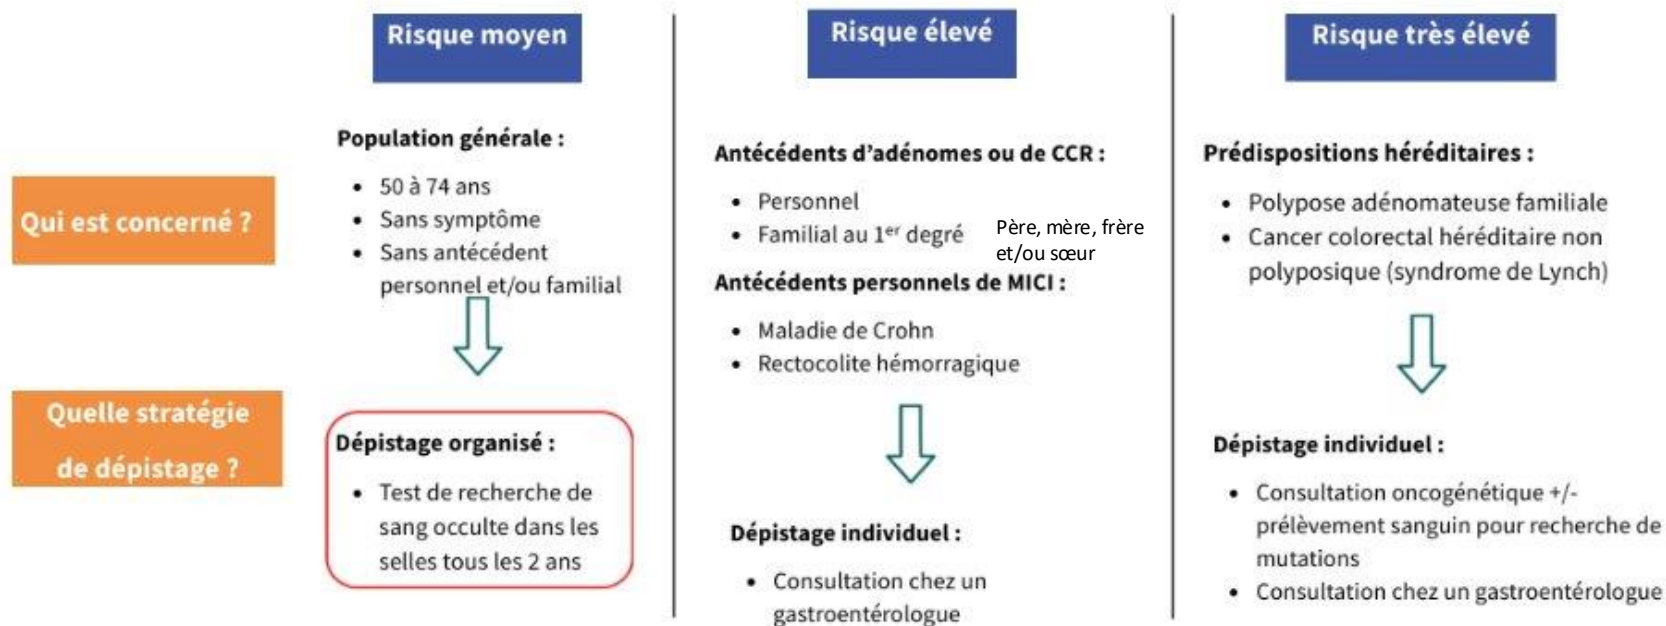 Risque moyen
Risque élevé
Risque très élevé
Qui est concerné ?
Population générale :
• 50 à 74 ans
• Sans symptôme
• Sans antécédent
personnel et/ou familial
Antécédents d'adénomes ou de CCR :
• Personnel
• Familial au 1er degré
Père, mère, frère
et/ou sœur
Antécédents personnels de MICI :
• Maladie de Crohn
• Rectocolite hémorragique
Prédispositions héréditaires :
• Polypose adénomateuse familiale
• Cancer colorectal héréditaire non
polyposique (syndrome de Lynch)
Quelle stratégie
de dépistage ?
Dépistage organisé :
• Test de recherche de
sang occulte dans les
selles tous les 2 ans
Dépistage individuel :
• Consultation chez un
gastroentérologue
Dépistage individuel :
• Consultation oncogénétique +/-
prélèvement sanguin pour recherche de
mutations
• Consultation chez un gastroentérologue